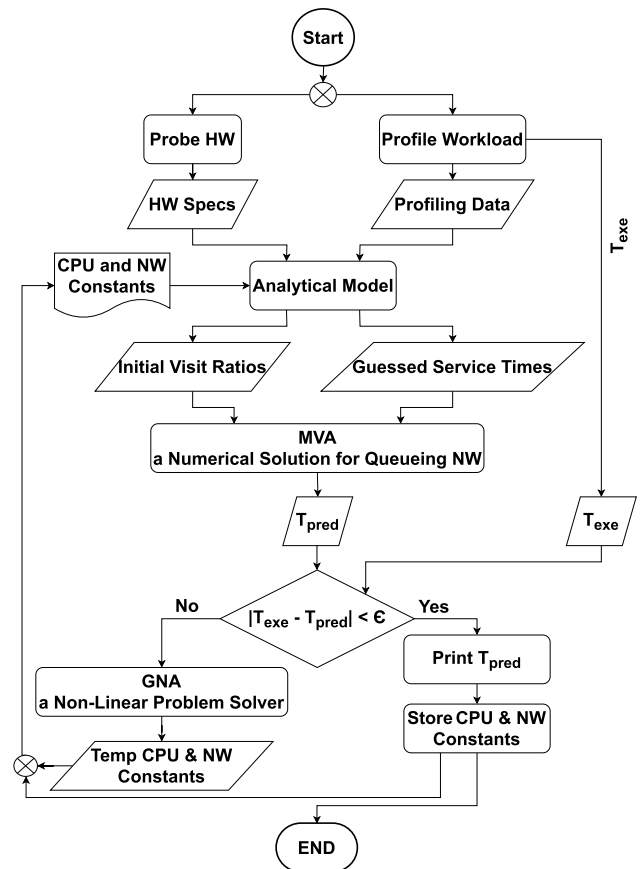 Start
Probe HW
Profile Workload
HW Specs
Profiling Data
Texe
CPU and NW
Constants
Analytical Model
Initial Visit Ratios
Guessed Service Times
MVA
a Numerical Solution for Queueing NW
Tpred
Texe
|Texe - Tpred| < Є
No
Yes
Print Tpred
GNA
a Non-Linear Problem Solver
Store CPU & NW
Constants
Temp CPU & NW
Constants
END